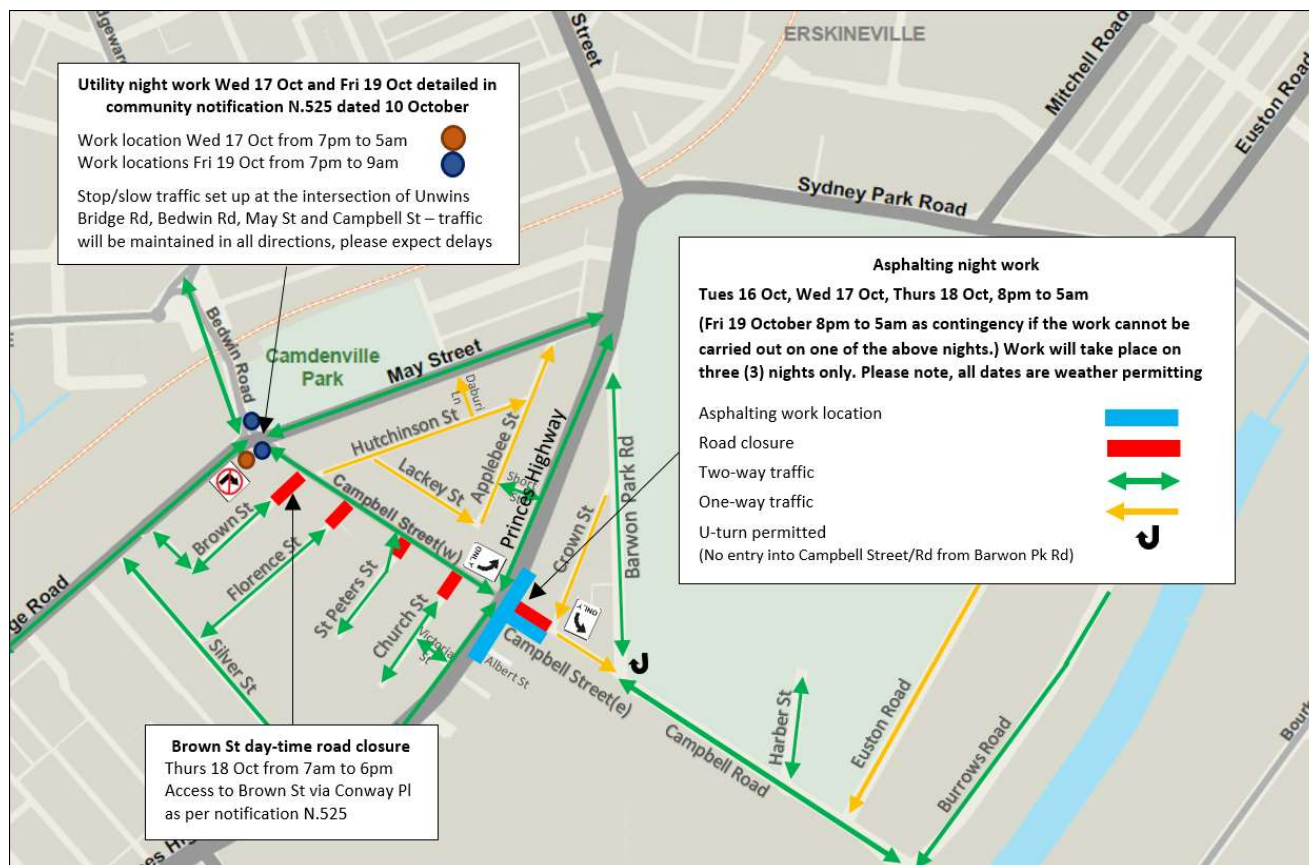 dgeware
Street
ERSKINEVILLE
Mitchell Road
Euston Road
Utility night work Wed 17 Oct and Fri 19 Oct detailed in
community notification N.525 dated 10 October
Work location Wed 17 Oct from 7pm to 5am
Work locations Fri 19 Oct from 7pm to 9am
Stop/slow traffic set up at the intersection of Unwins
Bridge Rd, Bedwin Rd, May St and Campbell St – traffic
will be maintained in all directions, please expect delays
Sydney Park Road
Asphalting night work
Tues 16 Oct, Wed 17 Oct, Thurs 18 Oct, 8pm to 5am
(Fri 19 October 8pm to 5am as contingency if the work cannot be
carried out on one of the above nights.) Work will take place on
three (3) nights only. Please note, all dates are weather permitting
Asphalting work location
Road closure
Two-way traffic
One-way traffic
U-turn permitted
(No entry into Campbell Street/Rd from Barwon Pk Rd)
Bedwin Road
Camdenville
Park
May Street
Daburi
Ln
Hutchinson St
Lackey St
Applebee St
Short
St
Princes Highway
Crown St
Barwon Park Rd
Campbell Street(w)
Brown St
Florence St
St Peters St
Church St
Victoria
St
ONLY
ONLY
Albert St
Campbell Street(e)
ge Road
Silver St
Campbell Road
Harber St
Euston Road
Burrows Road
Bourk
Brown St day-time road closure
Thurs 18 Oct from 7am to 6pm
Access to Brown St via Conway Pl
as per notification N.525
es Hig